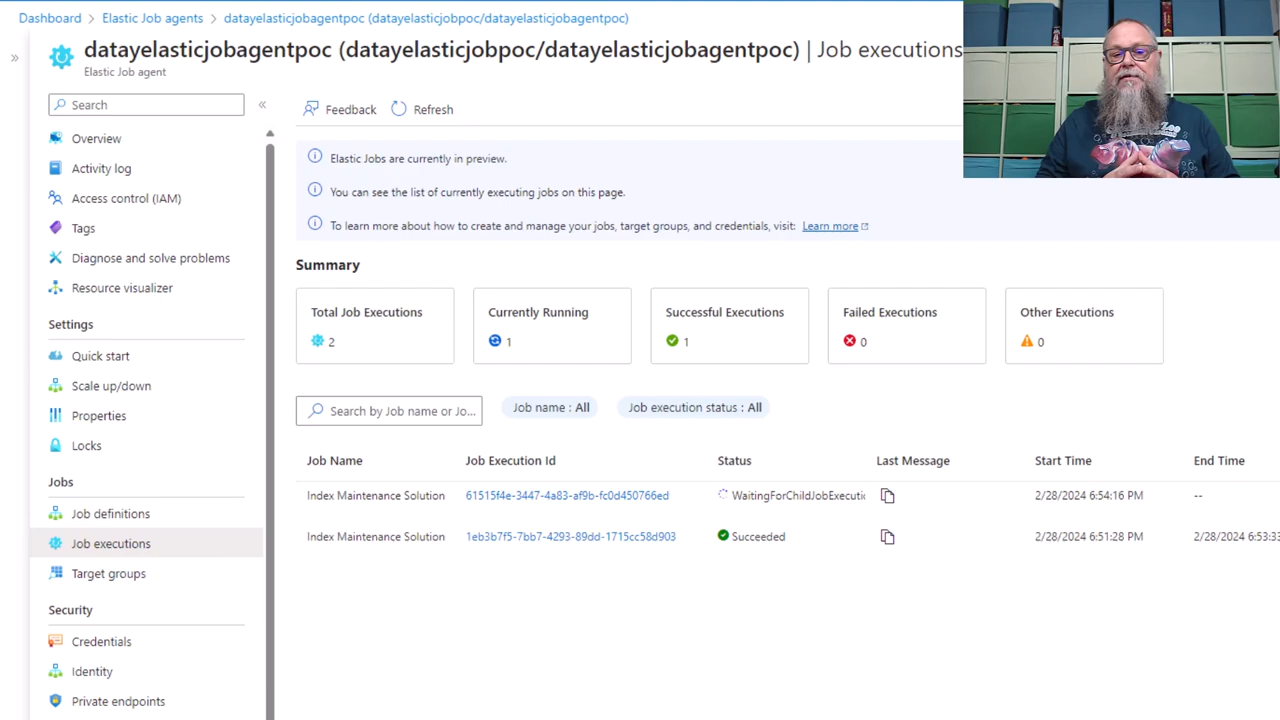 Dashboard > Elastic Job agents > datayelasticjobagentpoc (datayelasticjobpoc/datayelasticjobagentpoc)
datayelasticjobagentpoc (datayelasticjobpoc/datayelasticjobagentpoc) | Job executions
Elastic Job agent
Search
Overview
Activity log
Access control (IAM)
Tags
Diagnose and solve problems
Resource visualizer
Settings
Quick start
Scale up/down
Properties
Locks
Jobs
Job definitions
Job executions
Target groups
Security
Credentials
Identity
Private endpoints
Feedback Refresh
Elastic Jobs are currently in preview.
You can see the list of currently executing jobs on this page.
To learn more about how to create and manage your jobs, target groups, and credentials, visit: Learn more
Summary
Total Job Executions
2
Currently Running
1
Successful Executions
1
Failed Executions
0
Other Executions
0
Search by Job name or Jo... Job name : All Job execution status : All
Job Name Job Execution Id Status Last Message Start Time End Time
Index Maintenance Solution 61515f4e-3447-4a83-af9b-fc0d450766ed WaitingForChildJobExecutic 2/28/2024 6:54:16 PM --
Index Maintenance Solution 1eb3b7f5-7bb7-4293-89dd-1715cc58d903 Succeeded 2/28/2024 6:51:28 PM 2/28/2024 6:53:33